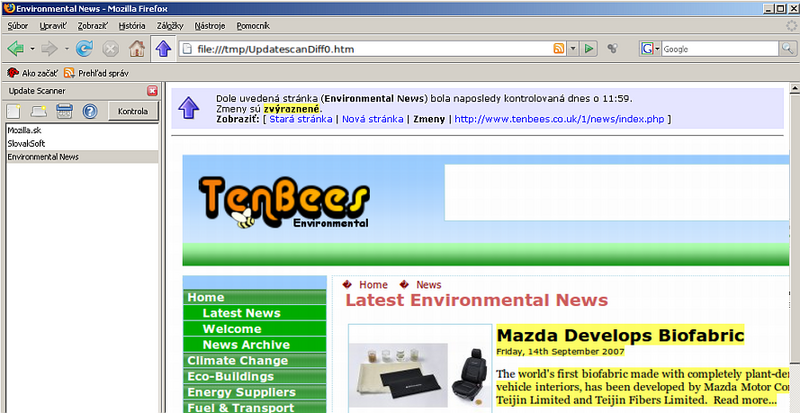 Environmental News - Mozilla Firefox
Súbor Upraviť Zobraziť História Záložky Nástroje Pomocník
file:///tmp/UpdatescanDiff0.htm
G Google
Ako začať Prehľad správ
Update Scanner
Kontrola
Mozilla.sk
SlovakSoft
Environmental News
Dole uvedená stránka (Environmental News) bola naposledy kontrolovaná dnes o 11:59.
Zmeny sú zvýraznené.
Zobraziť: [ Stará stránka | Nová stránka | Zmeny | http://www.tenbees.co.uk/1/news/index.php ]
TenBees
Environmental
Home
Latest News
Welcome
News Archive
Climate Change
Eco-Buildings
Energy Suppliers
Fuel & Transport
Home News
Latest Environmental News
Mazda Develops Biofabric
Friday, 14th September 2007
The world's first biofabric made with completely plant-de
vehicle interiors, has been developed by Mazda Motor Co
Teijin Limited and Teijin Fibers Limited. Read more...